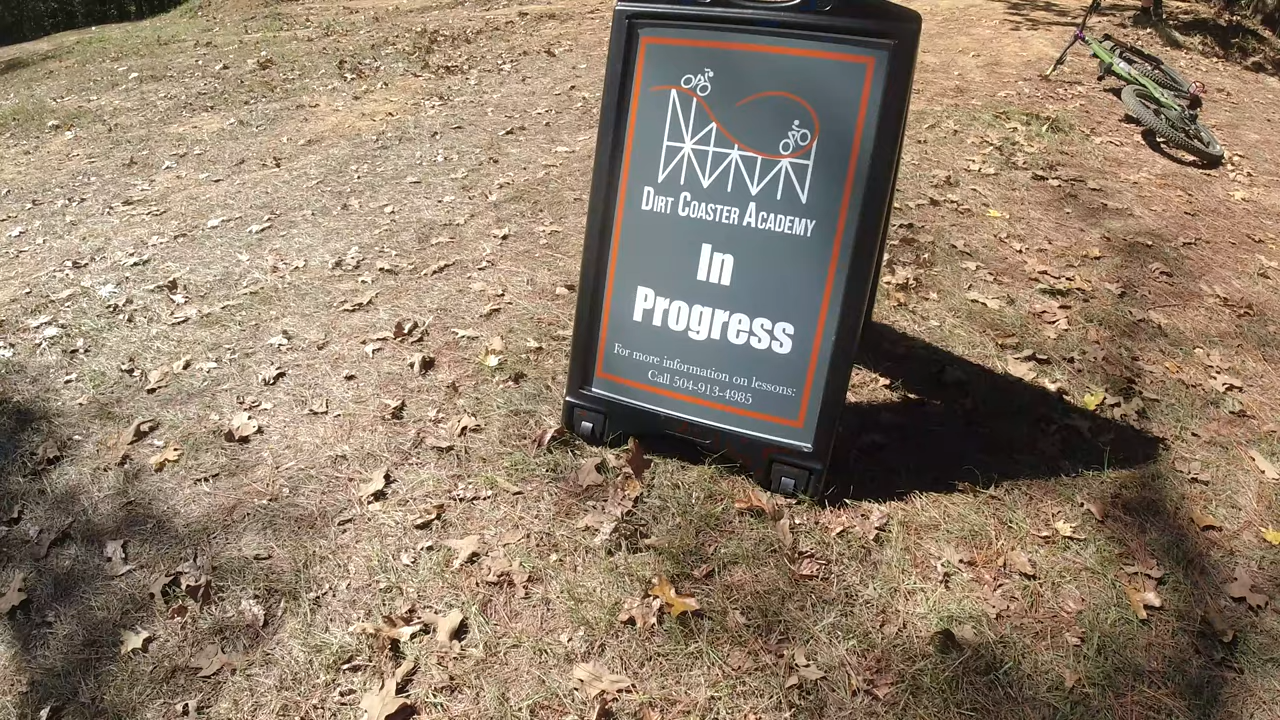 Dirt Coaster Academy
In
Progress
For more information on lessons:
Call 504-913-4985